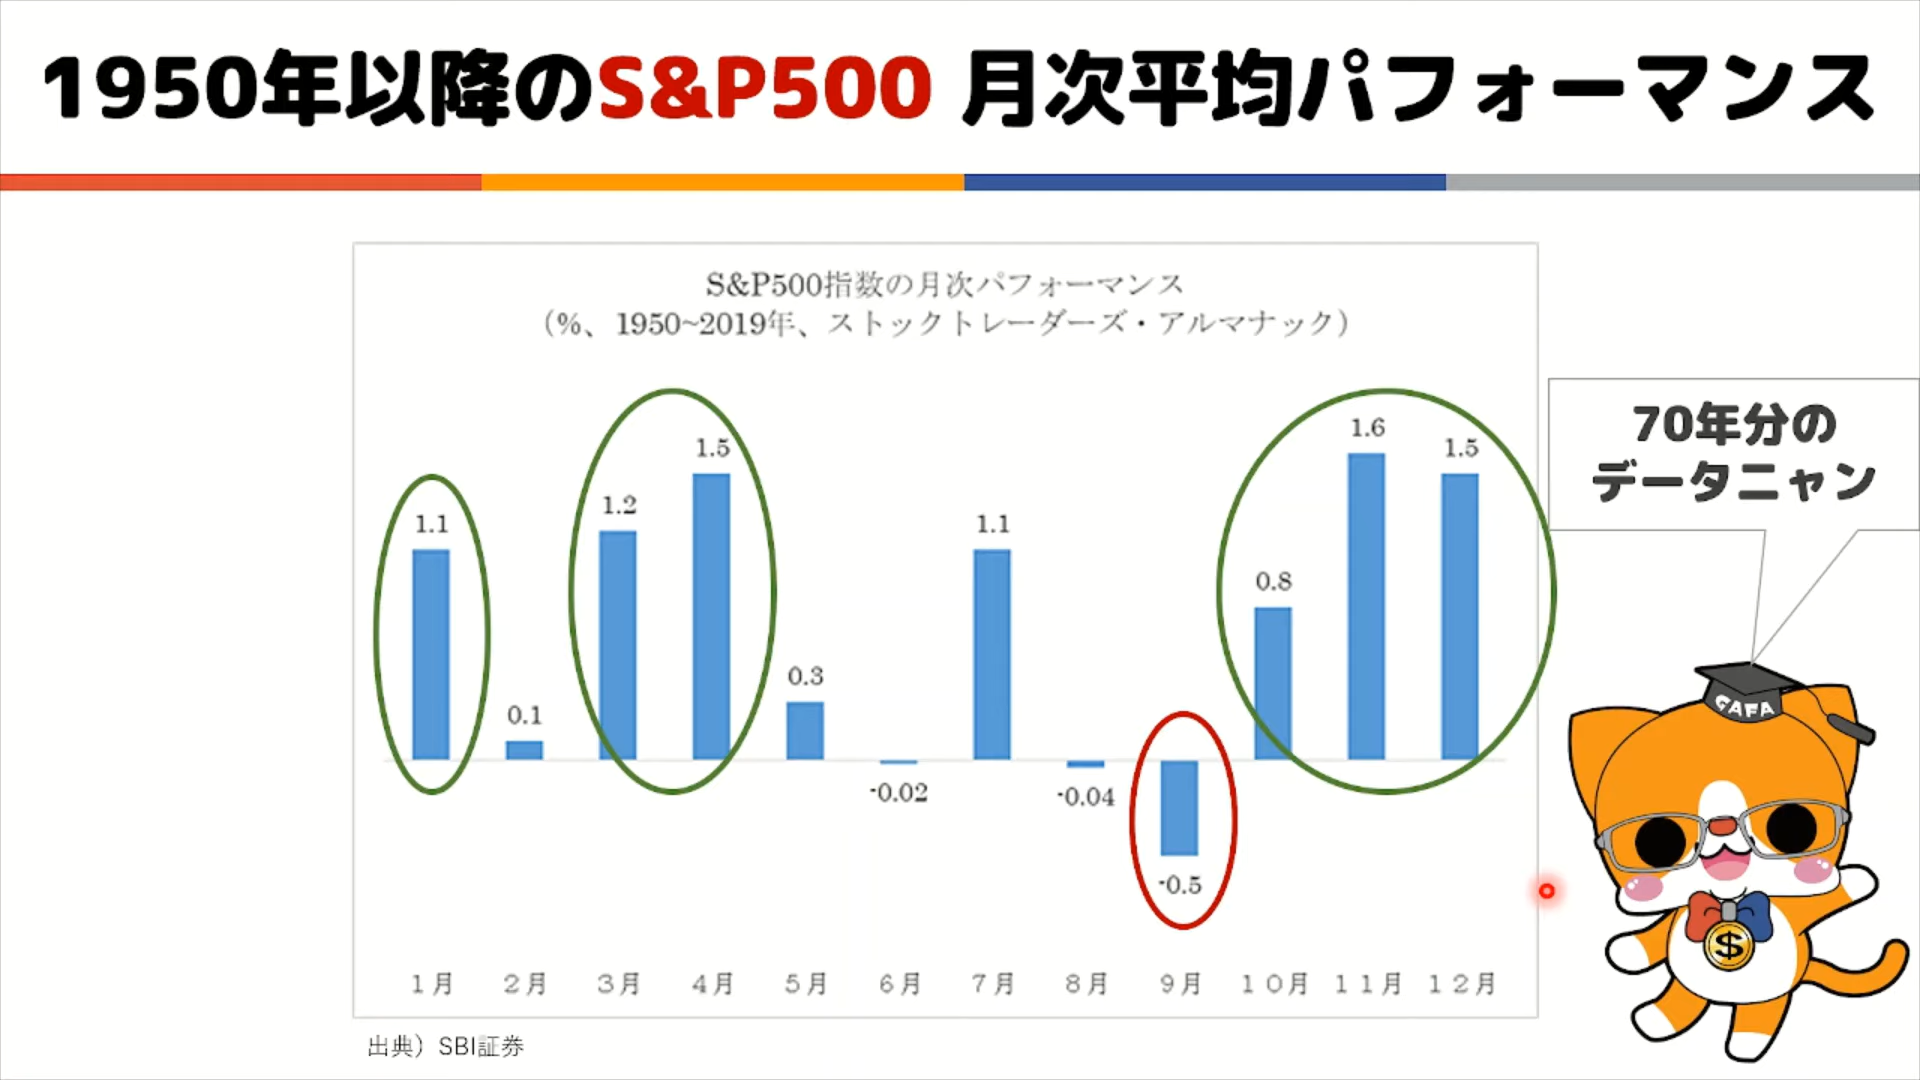 1950年以降のS&P500 月次平均パフォーマンス
S&P500指数の月次パフォーマンス
（%、1950~2019年、ストックトレーダーズ・アルマナック）
70年分の
データニャン
1.1
0.1
1.2
1.5
0.3
-0.02
1.1
-0.04
-0.5
0.8
1.6
1.5
１月 ２月 ３月 ４月 ５月 ６月 ７月 ８月 ９月 １０月 １１月 １２月
GAFA
$
出典）SBI証券